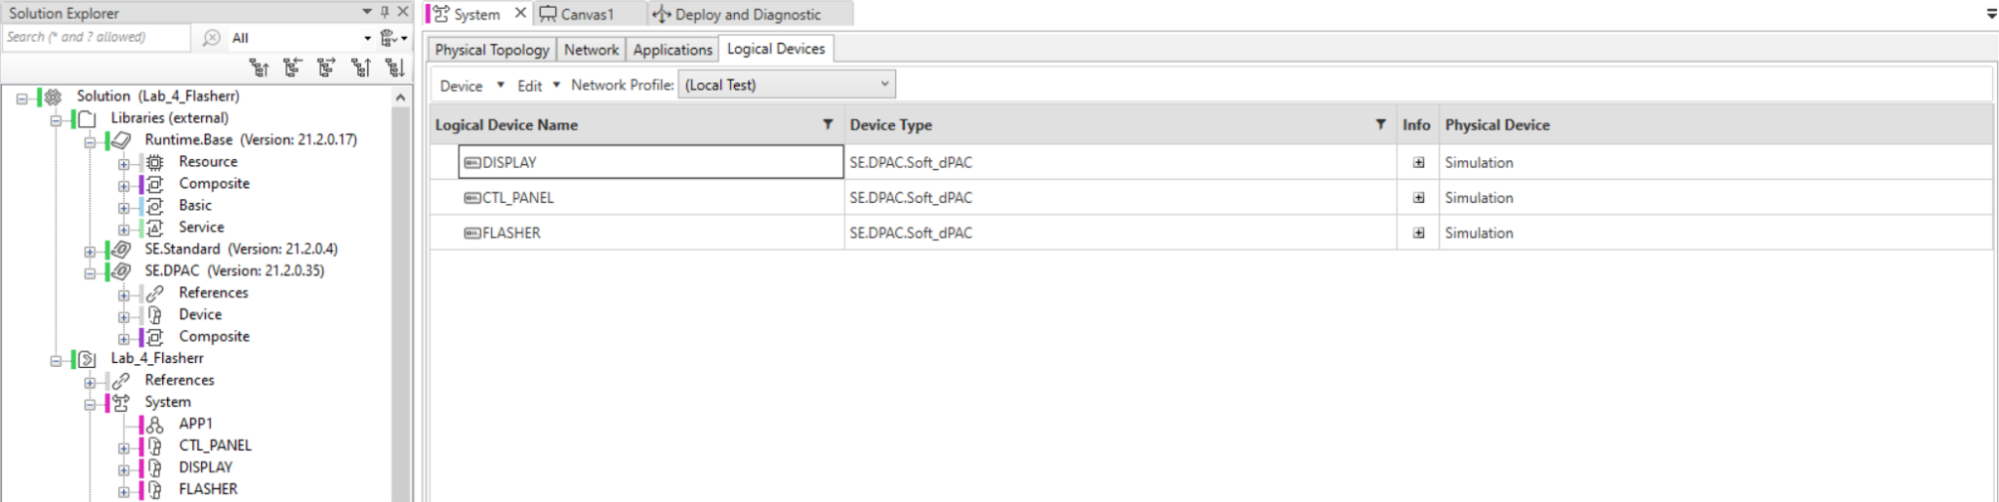 Solution Explorer
Search (* and ? allowed)
All
Solution (Lab_4_Flasherr)
Libraries (external)
Runtime.Base (Version: 21.2.0.17)
Resource
Composite
Basic
Service
SE.Standard (Version: 21.2.0.4)
SE.DPAC (Version: 21.2.0.35)
References
Device
Composite
Lab_4_Flasherr
References
System
APP1
CTL_PANEL
DISPLAY
FLASHER
System Canvas1 Deploy and Diagnostic
Physical Topology Network Applications Logical Devices
Device Edit Network Profile: (Local Test)
Logical Device Name Device Type Info Physical Device
DISPLAY SE.DPAC.Soft_dPAC Simulation
CTL_PANEL SE.DPAC.Soft_dPAC Simulation
FLASHER SE.DPAC.Soft_dPAC Simulation